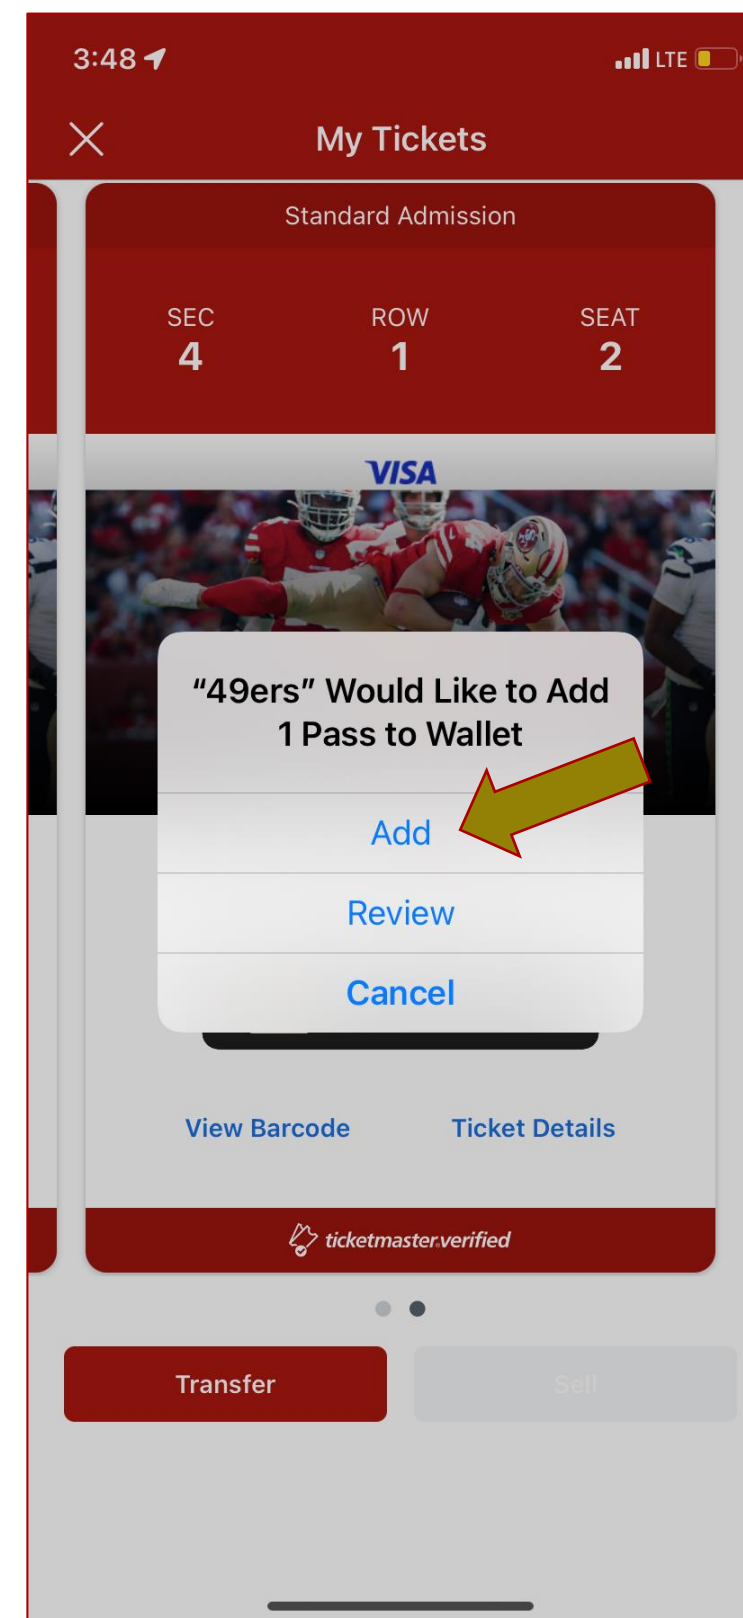 3:48
LTE
My Tickets
Standard Admission
SEC ROW SEAT
4 1 2
VISA
"49ers" Would Like to Add
1 Pass to Wallet
Add
Review
Cancel
View Barcode Ticket Details
ticketmaster.verified
Transfer Sell